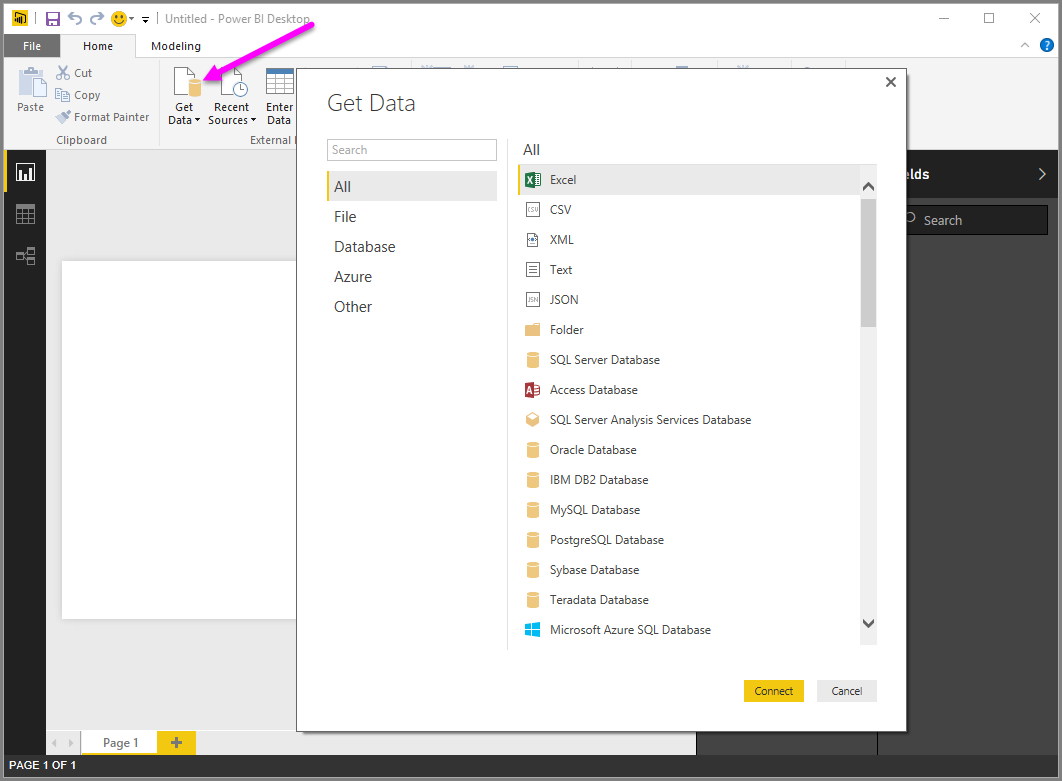 Untitled - Power BI Desktop
File Home Modeling
Paste
Cut
Copy
Format Painter
Clipboard
Get Data
Recent Sources
Enter Data
External
Get Data
Search
All
File
Database
Azure
Other
All
Excel
CSV
XML
Text
JSON
Folder
SQL Server Database
Access Database
SQL Server Analysis Services Database
Oracle Database
IBM DB2 Database
MySQL Database
PostgreSQL Database
Sybase Database
Teradata Database
Microsoft Azure SQL Database
Connect Cancel
elds
Search
Page 1
PAGE 1 OF 1